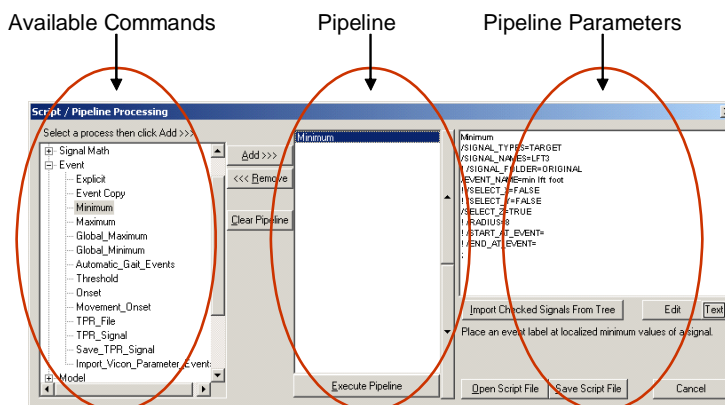 Available Commands
Pipeline
Pipeline Parameters
Script / Pipeline Processing
Select a process then click Add >>>
Signal Math
Event
Explicit
Event Copy
Minimum
Maximum
Global_Maximum
Global_Minimum
Automatic_Gait_Events
Threshold
Onset
Movement_Onset
TPR_File
TPR_Signal
Save_TPR_Signal
Import_Vicon_Parameter_Event
Model
Add >>>
<<< Remove
Clear Pipeline
Minimum
Execute Pipeline
Minimum
/SIGNAL_TYPES=TARGET
/SIGNAL_NAMES=LFT3
! /SIGNAL_FOLDER=ORIGINAL
/EVENT_NAME=min lft foot
! /SELECT_X=FALSE
! /SELECT_Y=FALSE
/SELECT_Z=TRUE
! /RADIUS=8
! /START_AT_EVENT=
! /END_AT_EVENT=
;
Import Checked Signals From Tree
Edit
Text
Place an event label at localized minimum values of a signal.
Open Script File
Save Script File
Cancel